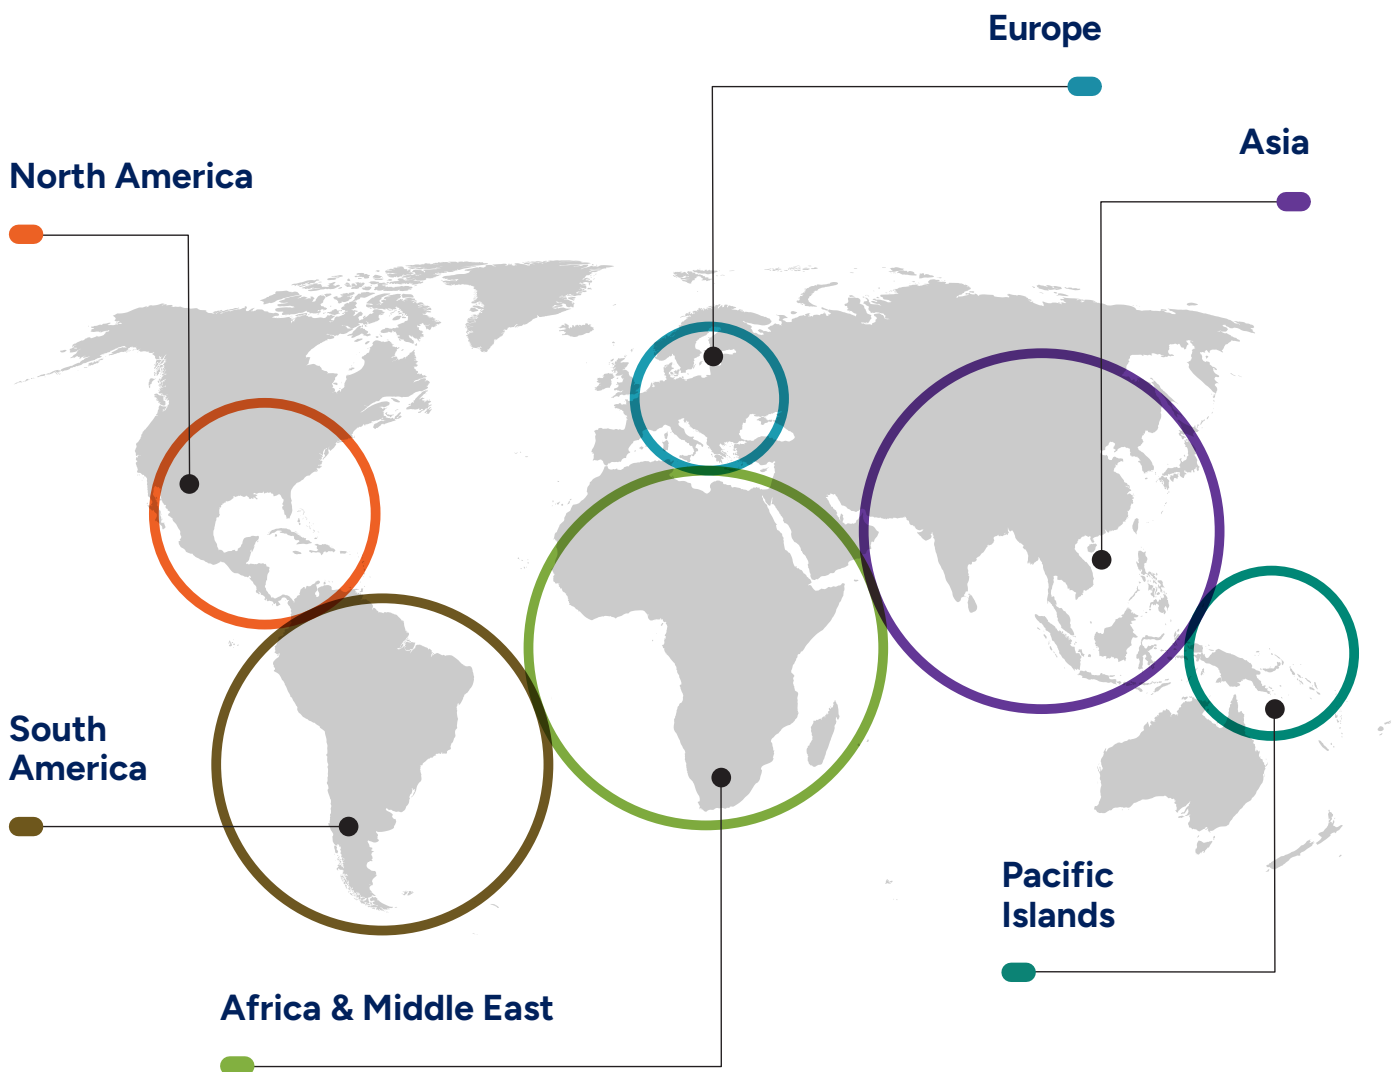 Europe
Asia
North America
South
America
Pacific
Islands
Africa & Middle East